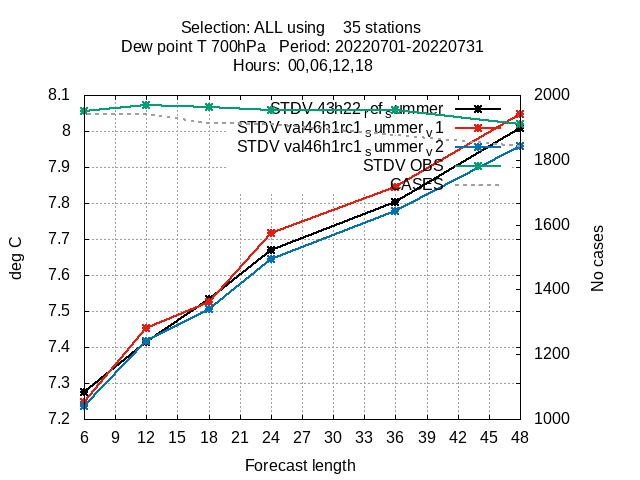 Selection: ALL using 35 stations
Dew point T 700hPa Period: 20220701-20220731
Hours: 00,06,12,18
8.1
8
7.9
7.8
7.7
7.6
7.5
7.4
7.3
7.2
deg C
STDV 43h22_ref_summer
STDV val46h1rc1_summer_v1
STDV val46h1rc1_summer_v2
STDV OBS
CASES
2000
1800
1600
1400
1200
1000
No cases
6 9 12 15 18 21 24 27 30 33 36 39 42 45 48
Forecast length